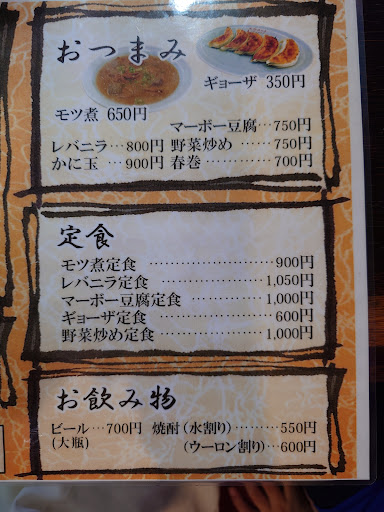 おつまみ
ギョーザ 350円
モツ煮 650円
マーボー豆腐…750円
レバニラ…800円 野菜炒め……750円
かに玉…900円 春巻…………700円
定食
モツ煮定食………………900円
レバニラ定食……………1,050円
マーボー豆腐定食………1,000円
ギョーザ定食……………600円
野菜炒め定食……………1,000円
お飲み物
ビール…700円 焼酎(水割り)………550円
(大瓶) (ウーロン割り)…600円